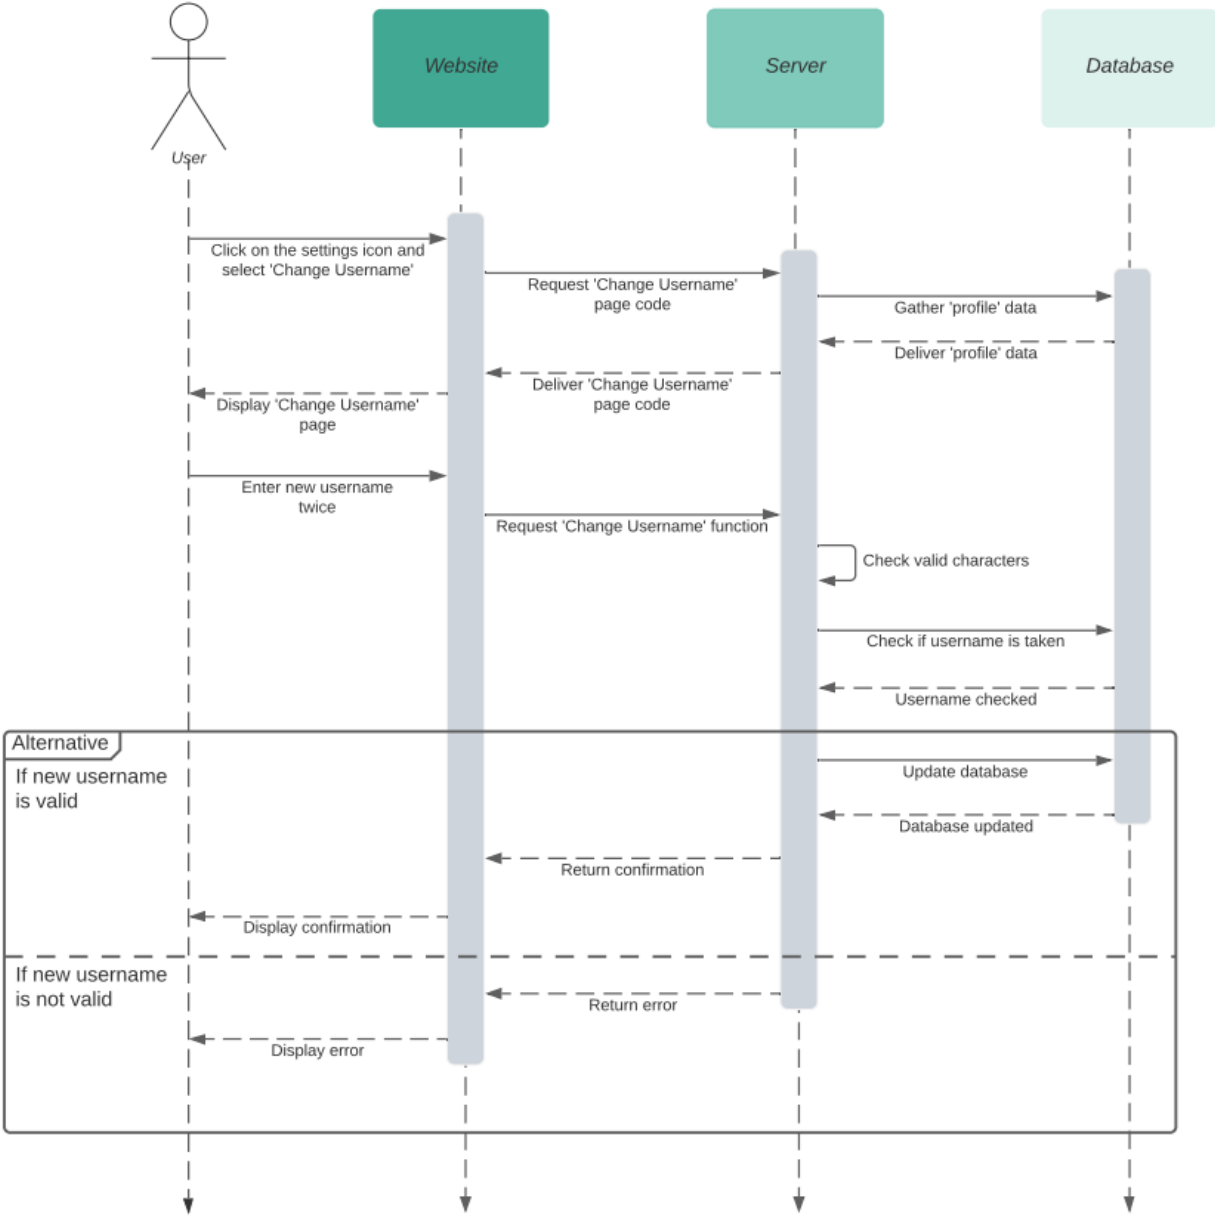 User
Website
Server
Database
Click on the settings icon and
select 'Change Username'
Request 'Change Username'
page code
Gather 'profile' data
Deliver 'profile' data
Deliver 'Change Username'
page code
Display 'Change Username'
page
Enter new username
twice
Request 'Change Username' function
Check valid characters
Check if username is taken
Username checked
Alternative
If new username
is valid
Update database
Database updated
Return confirmation
Display confirmation
If new username
is not valid
Return error
Display error